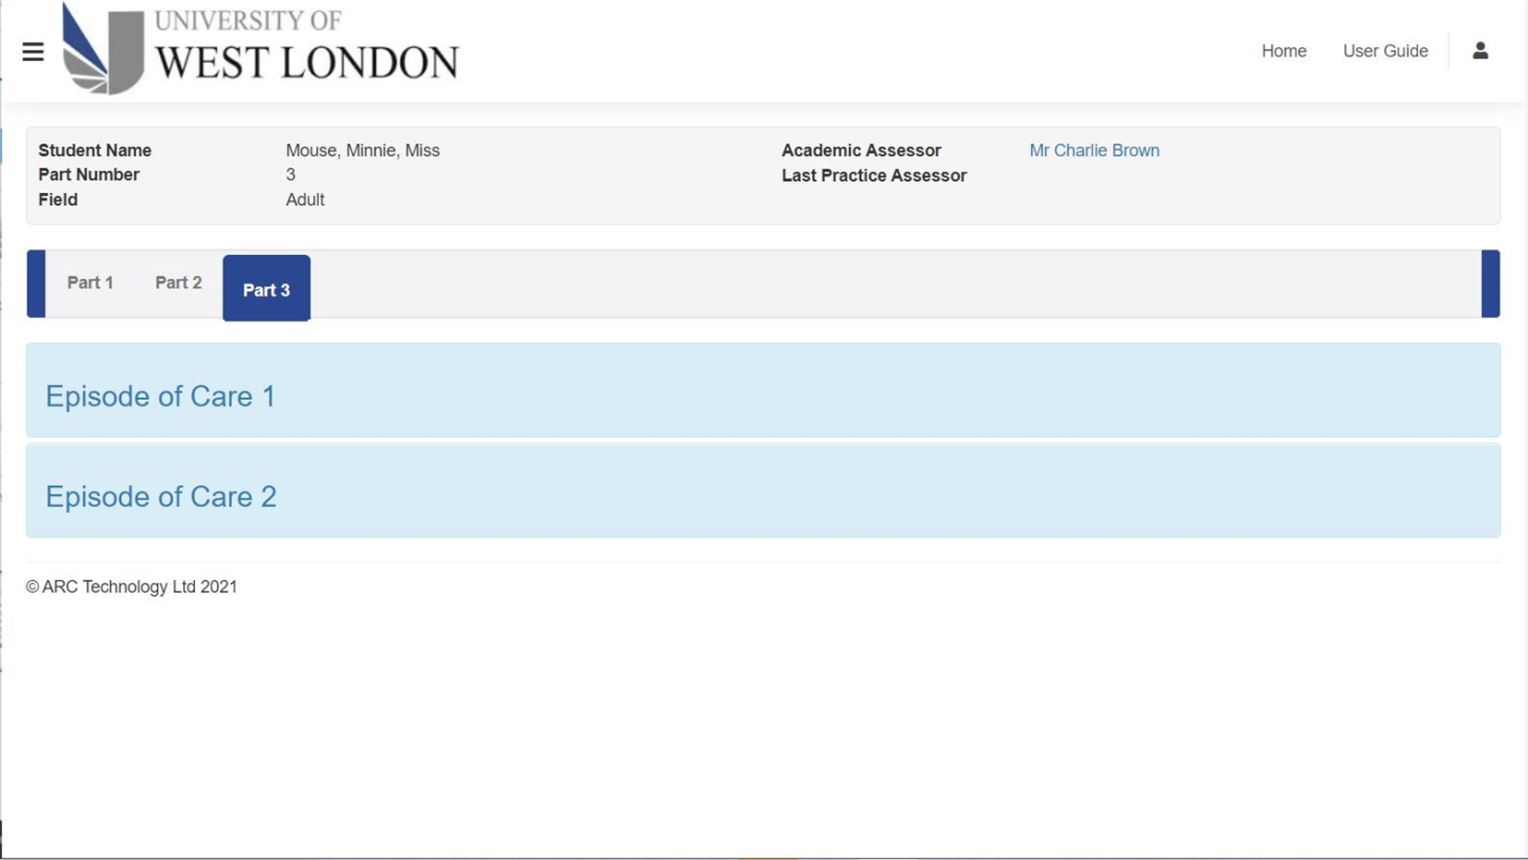 UNIVERSITY OF
WEST LONDON
Home User Guide
Student Name Mouse, Minnie, Miss Academic Assessor Mr Charlie Brown
Part Number 3 Last Practice Assessor
Field Adult
Part 1 Part 2 Part 3
Episode of Care 1
Episode of Care 2
© ARC Technology Ltd 2021